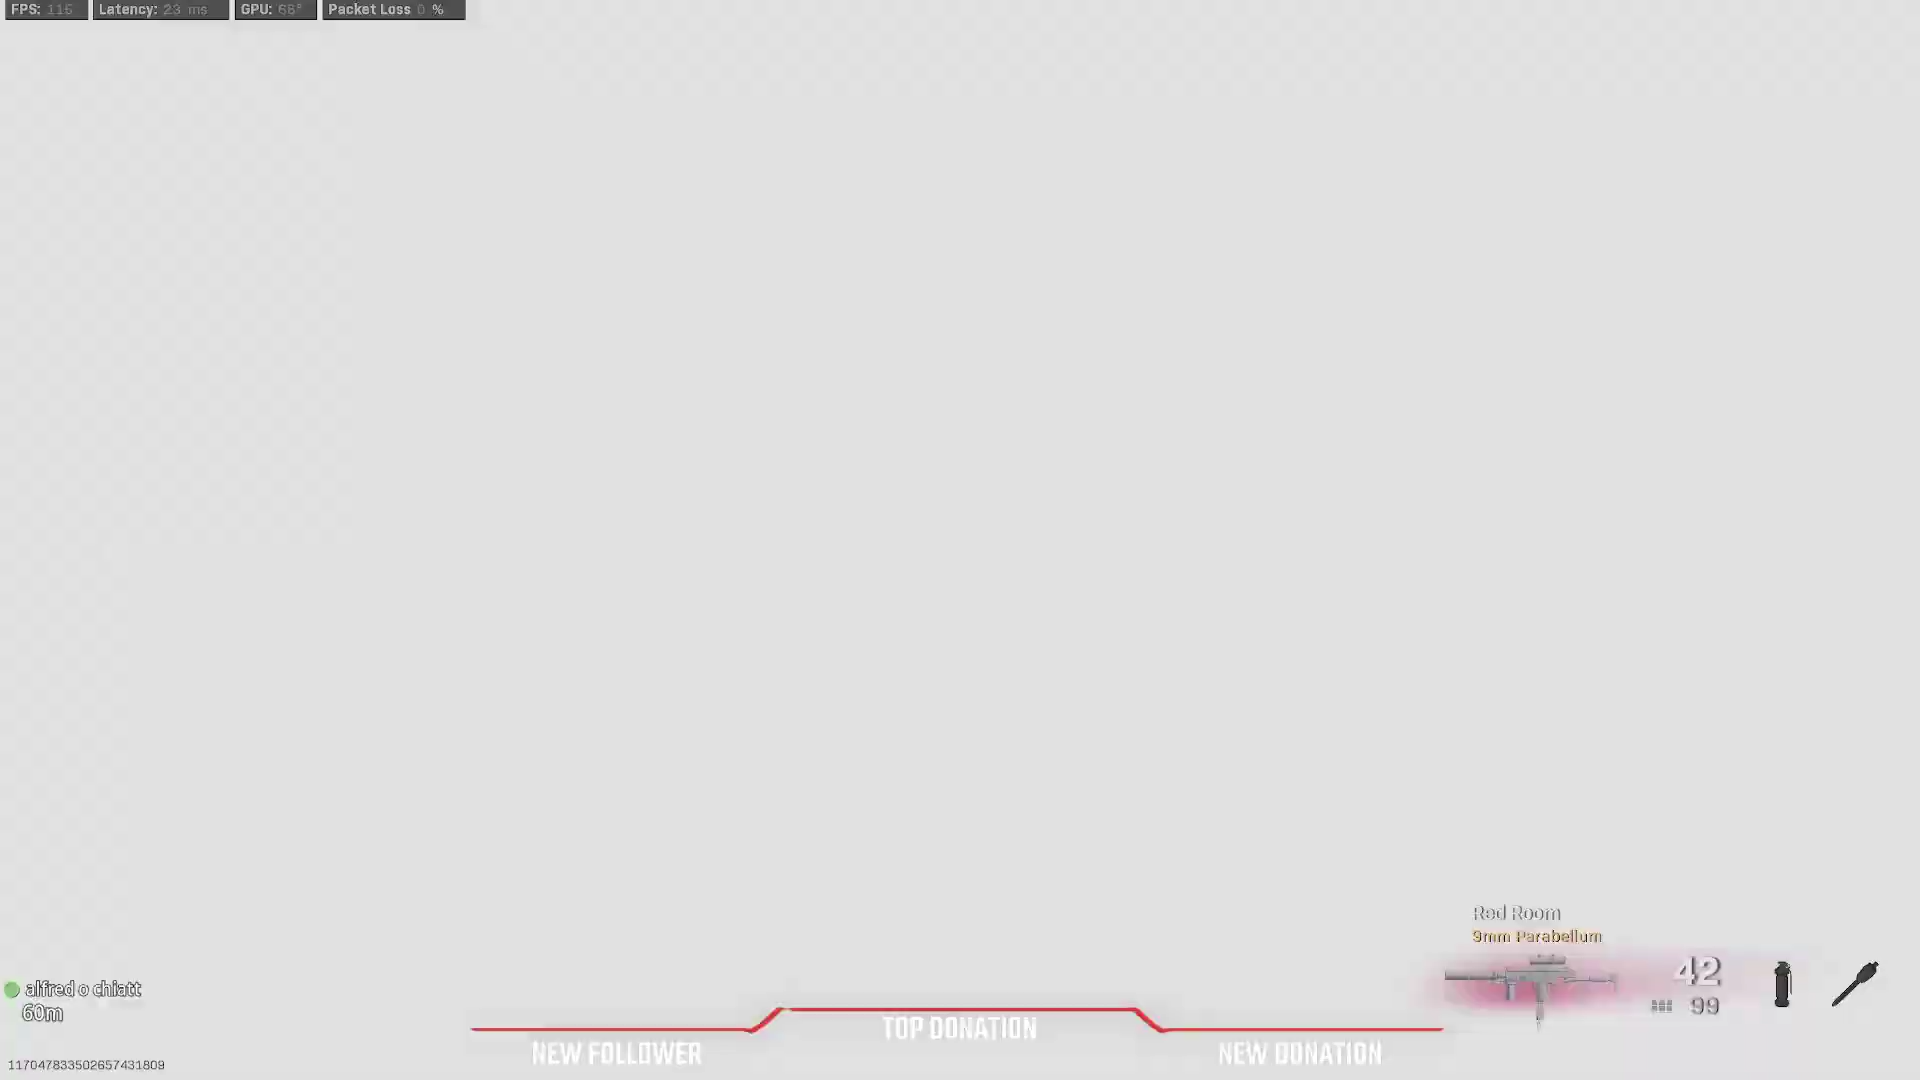 FPS: 115 Latency: 23 ms GPU: 68° Packet Loss 0 %
Red Room
9mm Parabellum
42
99
alfred o chiatt
60m
TOP DONATION
NEW FOLLOWER
NEW DONATION
117047833502657431809